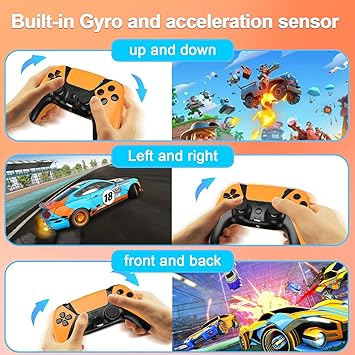 Built-in Gyro and acceleration sensor
up and down
Left and right
18
front and back